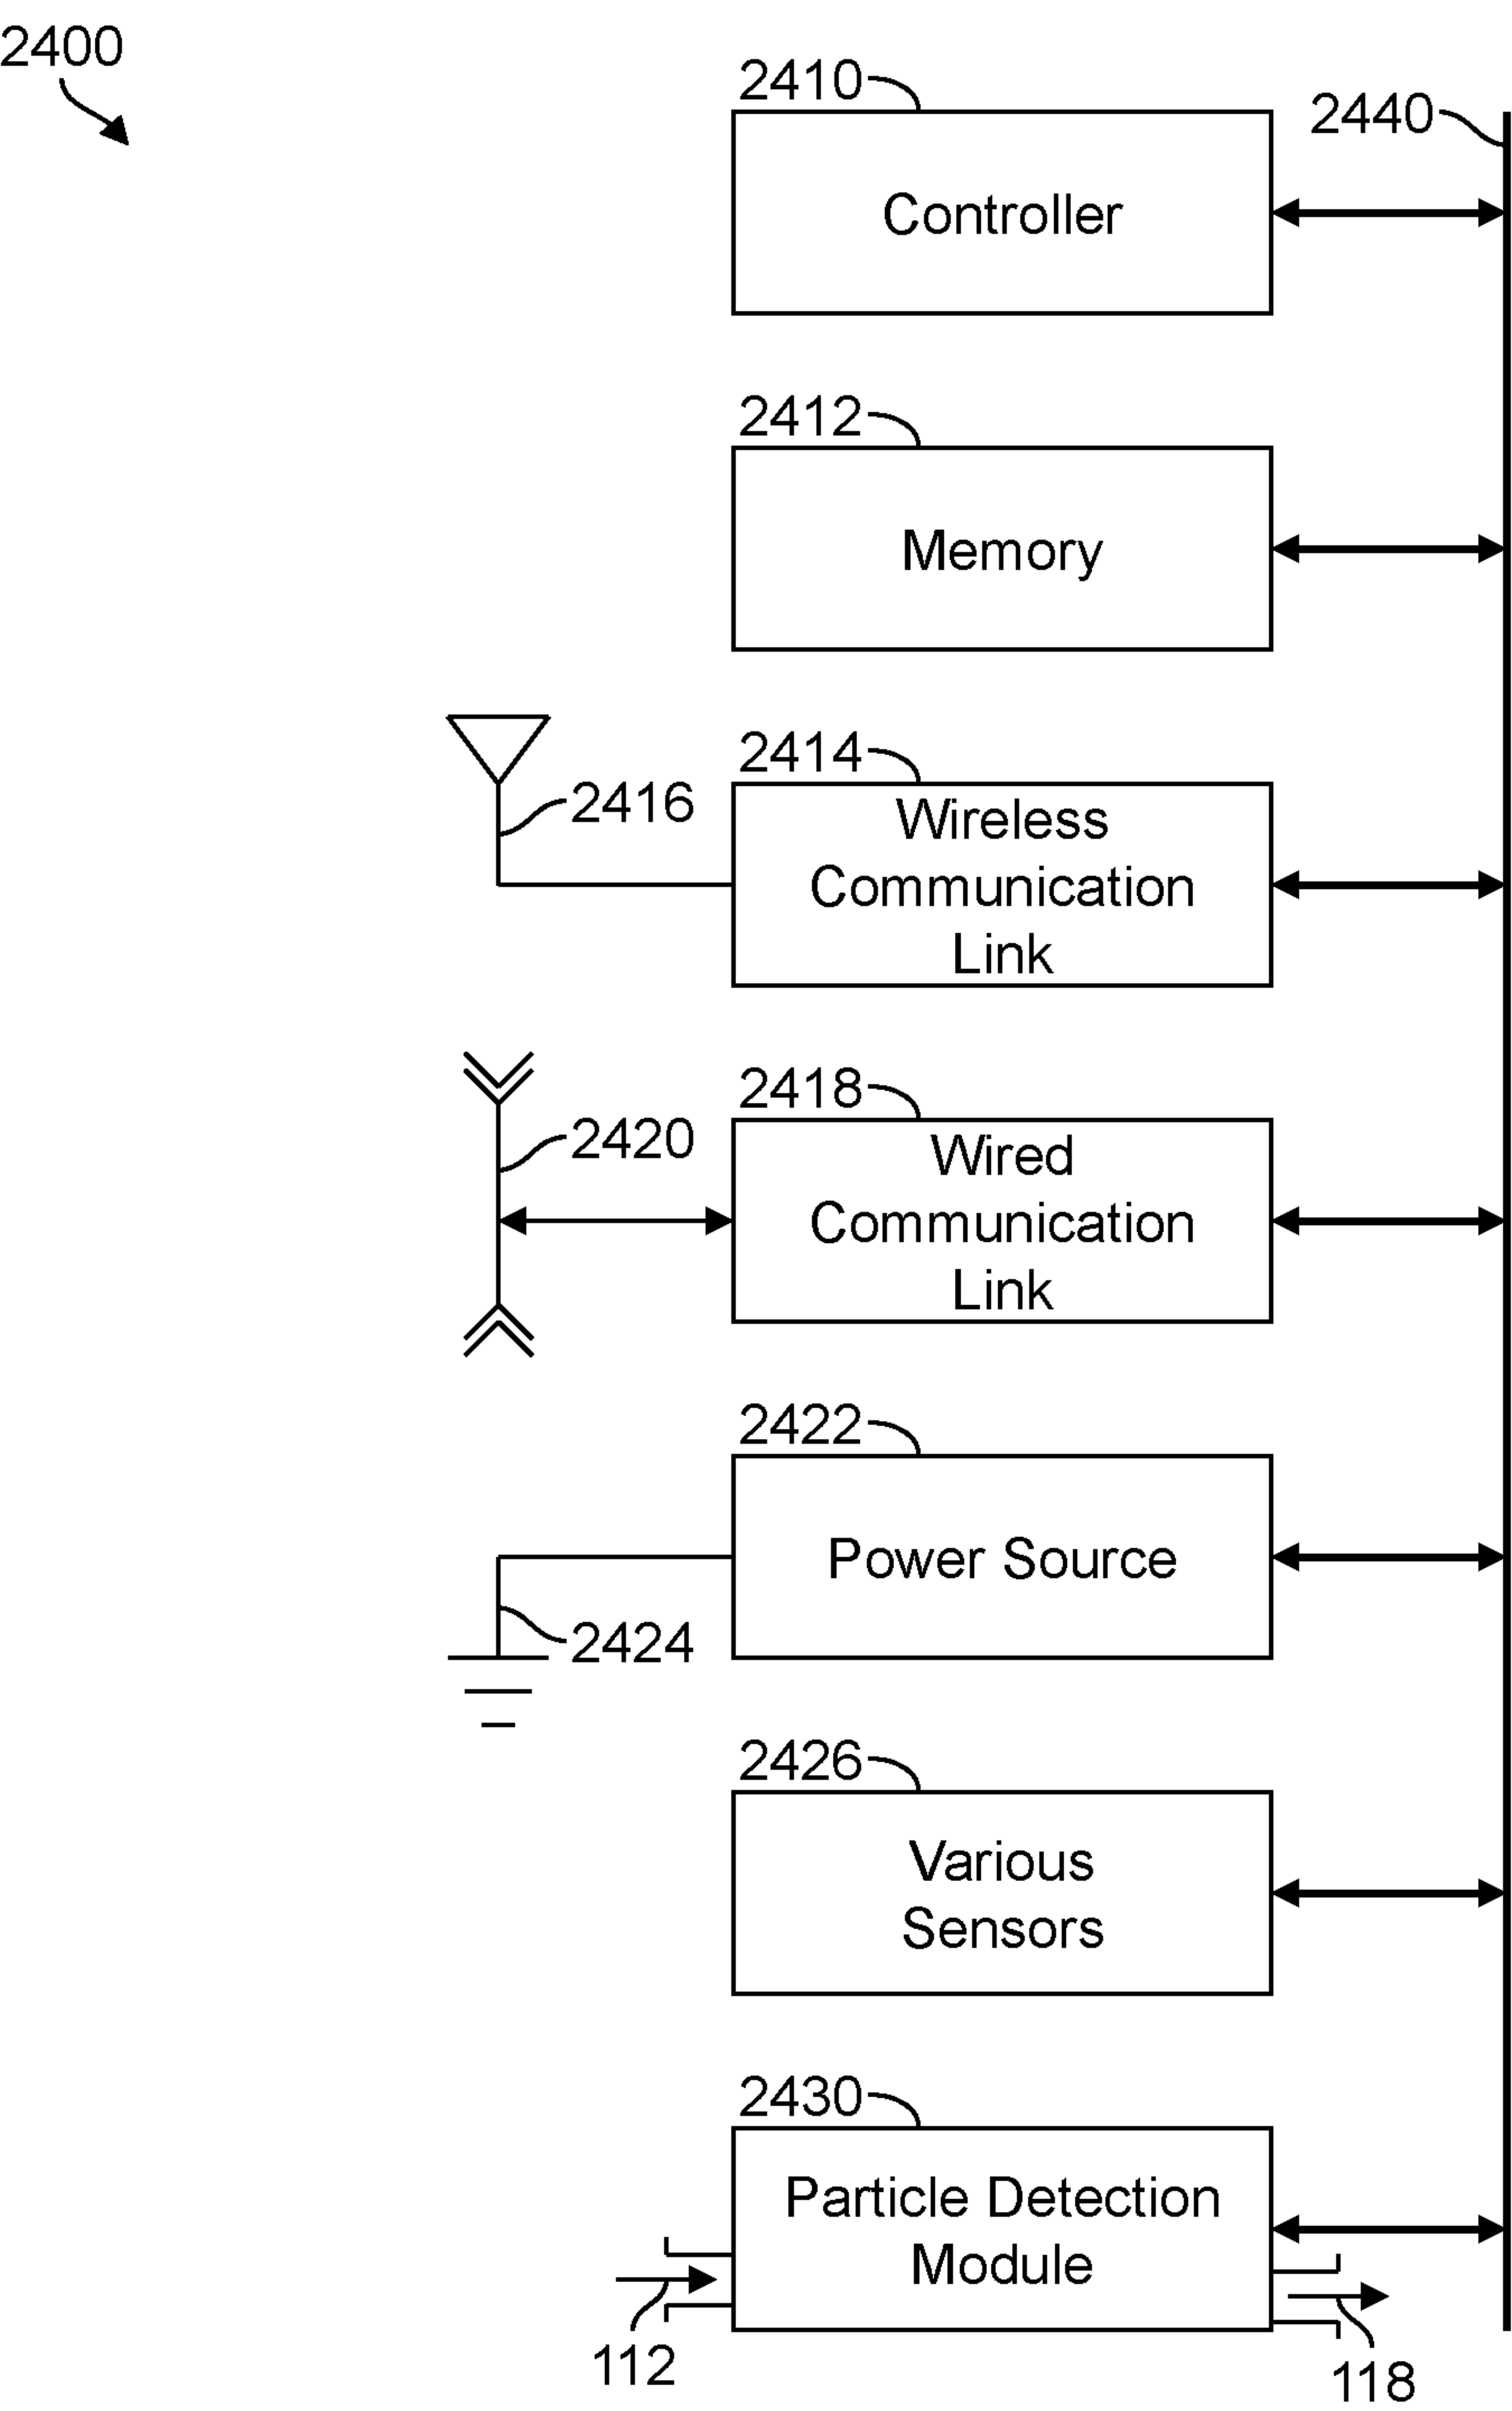 2400
2410
2440
Controller
2412
Memory
2414
2416
Wireless
Communication
Link
2418
2420
Wired
Communication
Link
2422
Power Source
2424
2426
Various
Sensors
2430
Particle Detection
Module
112
118